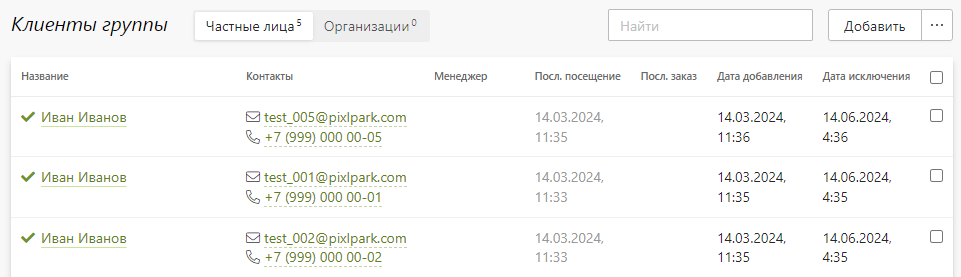 Клиенты группы Частные лица 5 Организации 0 Найти Добавить ...
Название Контакты Менеджер Посл. посещение Посл. заказ Дата добавления Дата исключения
Иван Иванов test_005@pixlpark.com 14.03.2024, 14.03.2024, 14.06.2024,
+7 (999) 000 00-05 11:35 11:36 4:36
Иван Иванов test_001@pixlpark.com 14.03.2024, 14.03.2024, 14.06.2024,
+7 (999) 000 00-01 11:33 11:35 4:35
Иван Иванов test_002@pixlpark.com 14.03.2024, 14.03.2024, 14.06.2024,
+7 (999) 000 00-02 11:33 11:35 4:35